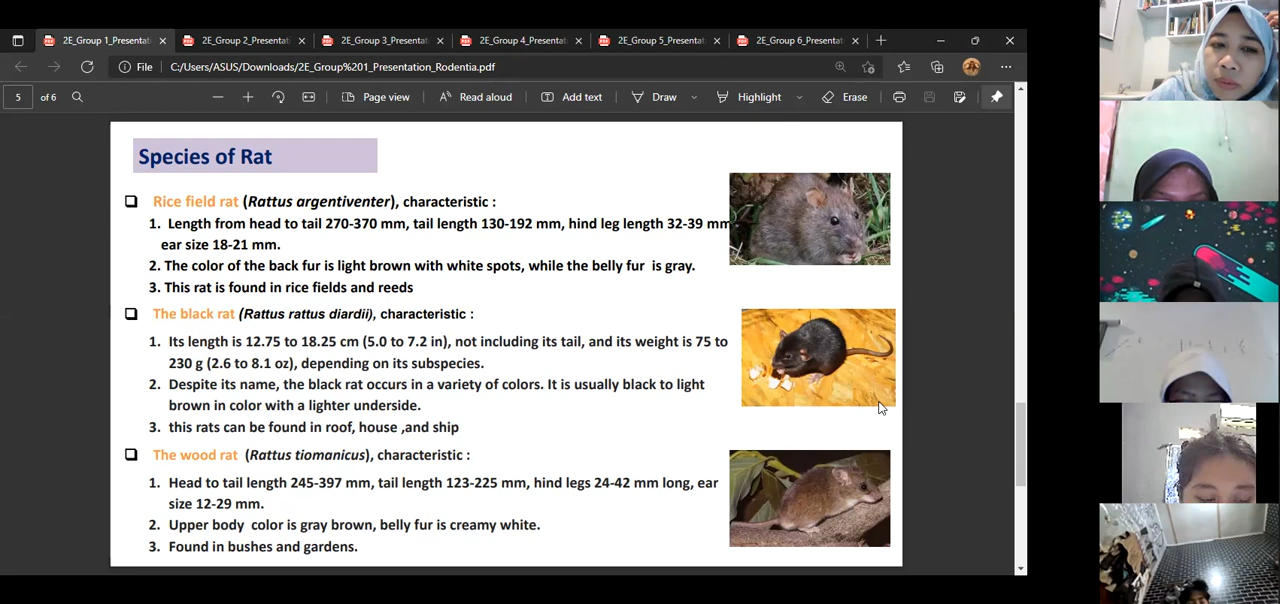 2E_Group 1_Presentat
2E_Group 2_Presentati
2E_Group 3_Presentati
2E_Group 4_Presentati
2E_Group 5_Presentati
2E_Group 6_Presentati
File
C:/Users/ASUS/Downloads/2E_Group%201_Presentation_Rodentia.pdf
5
of 6
Page view
Read aloud
Add text
Draw
Highlight
Erase
Species of Rat
Rice field rat (Rattus argentiventer), characteristic :
1. Length from head to tail 270-370 mm, tail length 130-192 mm, hind leg length 32-39 mm
ear size 18-21 mm.
2. The color of the back fur is light brown with white spots, while the belly fur is gray.
3. This rat is found in rice fields and reeds
The black rat (Rattus rattus diardii), characteristic :
1. Its length is 12.75 to 18.25 cm (5.0 to 7.2 in), not including its tail, and its weight is 75 to
230 g (2.6 to 8.1 oz), depending on its subspecies.
2. Despite its name, the black rat occurs in a variety of colors. It is usually black to light
brown in color with a lighter underside.
3. this rats can be found in roof, house ,and ship
The wood rat (Rattus tiomanicus), characteristic :
1. Head to tail length 245-397 mm, tail length 123-225 mm, hind legs 24-42 mm long, ear
size 12-29 mm.
2. Upper body color is gray brown, belly fur is creamy white.
3. Found in bushes and gardens.